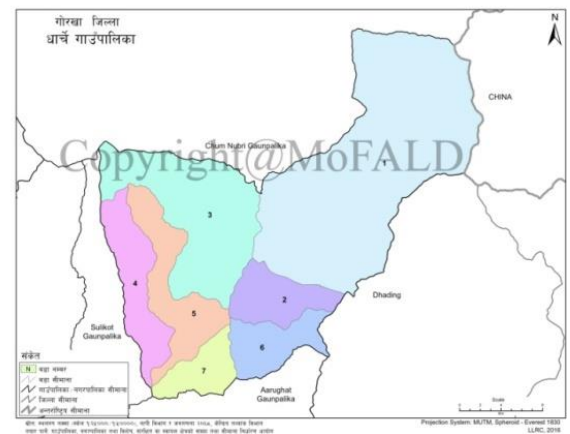 गोरखा जिल्ला
धार्चे गाउँपालिका
N
CHINA
Chum Nubri Gaunpalika
Copyright@MoFALD
1
3
4
2
Dhading
5
Sulikot
Gaunpalika
6
7
Aarughat
Gaunpalika
संकेत
N वडा नम्बर
वडा सीमाना
गाउँपालिका-नगरपालिका सीमाना
जिल्ला सीमाना
अन्तर्राष्ट्रिय सीमाना
Scale
Projection System: MUTM, Spheroid - Everest 1830
LLRC, 2016